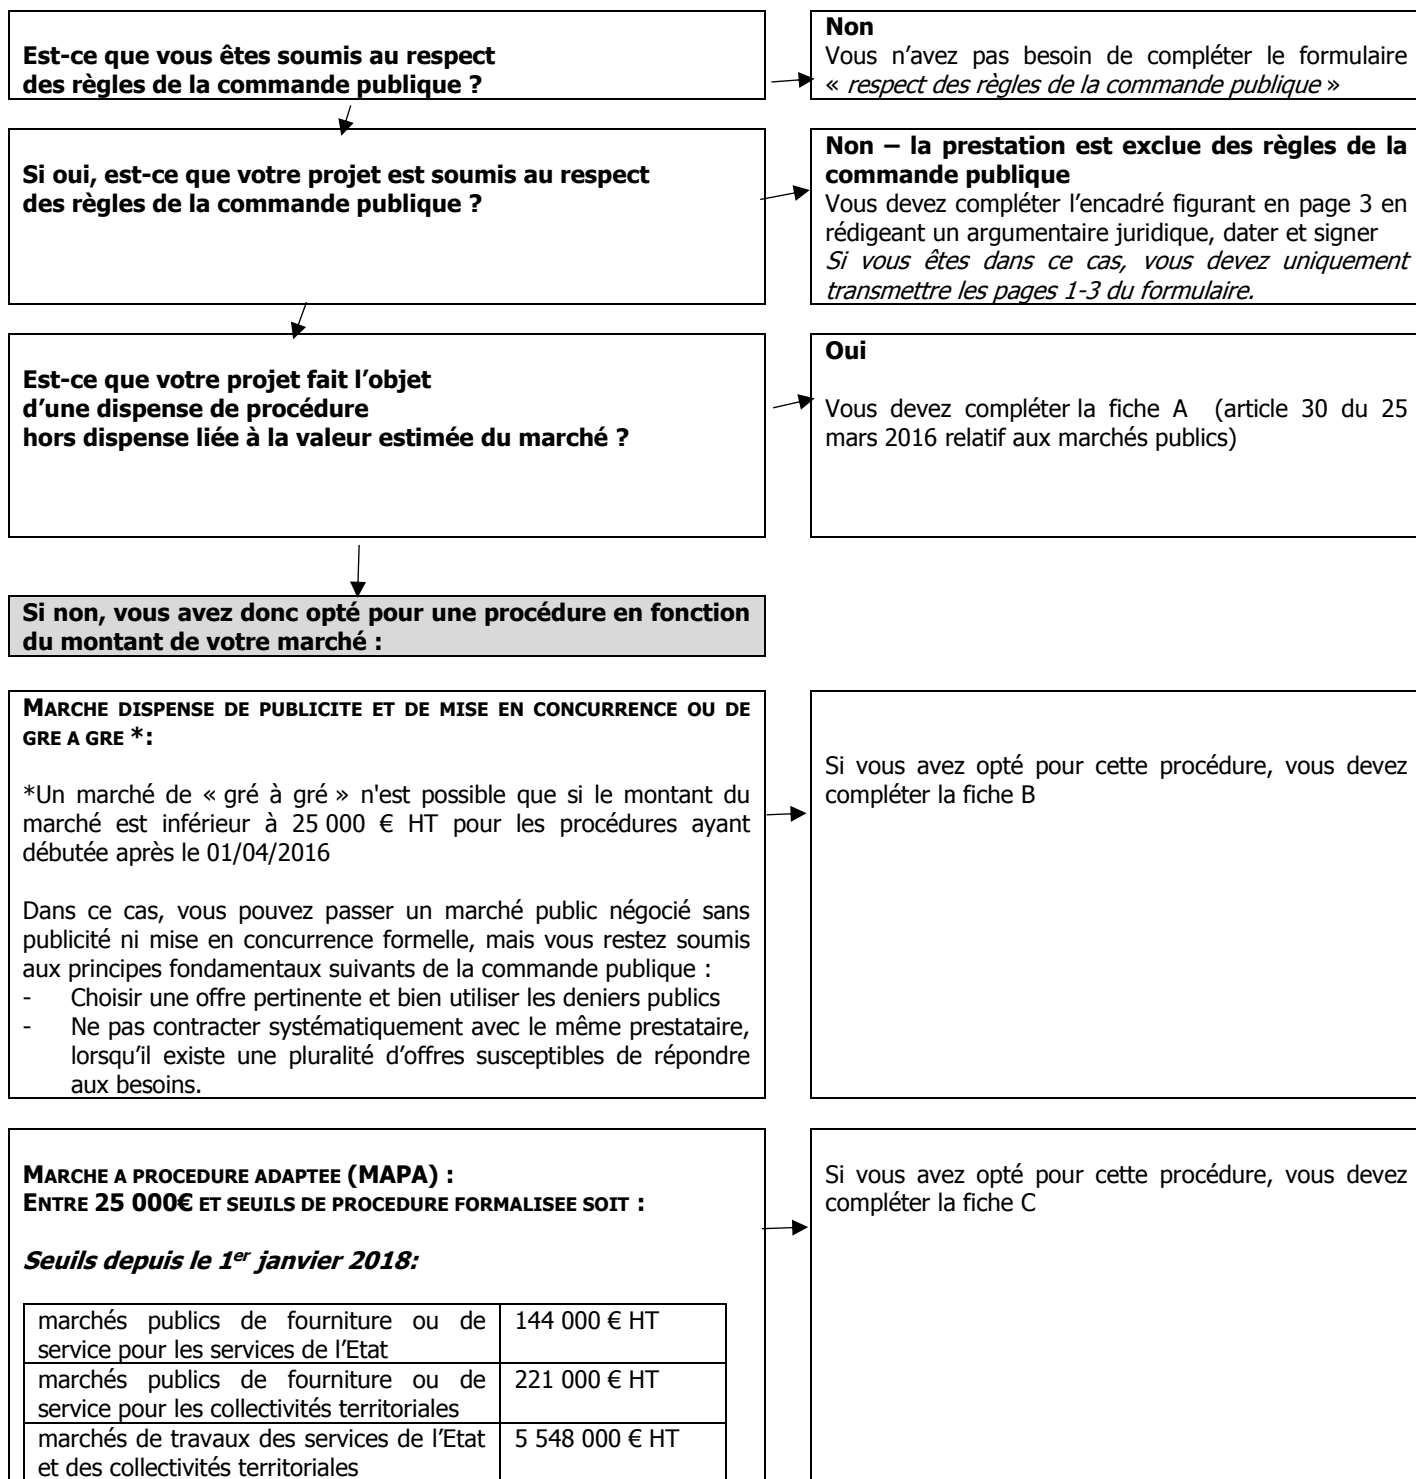 Est-ce que vous êtes soumis au respect
des règles de la commande publique ?
Non
Vous n’avez pas besoin de compléter le formulaire
« respect des règles de la commande publique »
Si oui, est-ce que votre projet est soumis au respect
des règles de la commande publique ?
Non – la prestation est exclue des règles de la
commande publique
Vous devez compléter l’encadré figurant en page 3 en
rédigeant un argumentaire juridique, dater et signer
Si vous êtes dans ce cas, vous devez uniquement
transmettre les pages 1-3 du formulaire.
Est-ce que votre projet fait l’objet
d’une dispense de procédure
hors dispense liée à la valeur estimée du marché ?
Oui
Vous devez compléter la fiche A (article 30 du 25
mars 2016 relatif aux marchés publics)
Si non, vous avez donc opté pour une procédure en fonction
du montant de votre marché :
MARCHE DISPENSE DE PUBLICITE ET DE MISE EN CONCURRENCE OU DE
GRE A GRE *:
*Un marché de « gré à gré » n'est possible que si le montant du
marché est inférieur à 25 000 € HT pour les procédures ayant
débutée après le 01/04/2016
Dans ce cas, vous pouvez passer un marché public négocié sans
publicité ni mise en concurrence formelle, mais vous restez soumis
aux principes fondamentaux suivants de la commande publique :
- Choisir une offre pertinente et bien utiliser les deniers publics
- Ne pas contracter systématiquement avec le même prestataire,
lorsqu’il existe une pluralité d’offres susceptibles de répondre
aux besoins.
Si vous avez opté pour cette procédure, vous devez
compléter la fiche B
MARCHE A PROCEDURE ADAPTEE (MAPA) :
ENTRE 25 000€ ET SEUILS DE PROCEDURE FORMALISEE SOIT :
Seuils depuis le 1er janvier 2018:
marchés publics de fourniture ou de
service pour les services de l’Etat
144 000 € HT
marchés publics de fourniture ou de
service pour les collectivités territoriales
221 000 € HT
marchés de travaux des services de l’Etat
et des collectivités territoriales
5 548 000 € HT
Si vous avez opté pour cette procédure, vous devez
compléter la fiche C